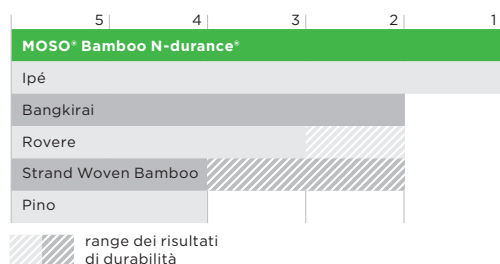 5 4 3 2 1
MOSO® Bamboo N-durance®
Ipé
Bangkirai
Rovere
Strand Woven Bamboo
Pino
range dei risultati
di durabilità